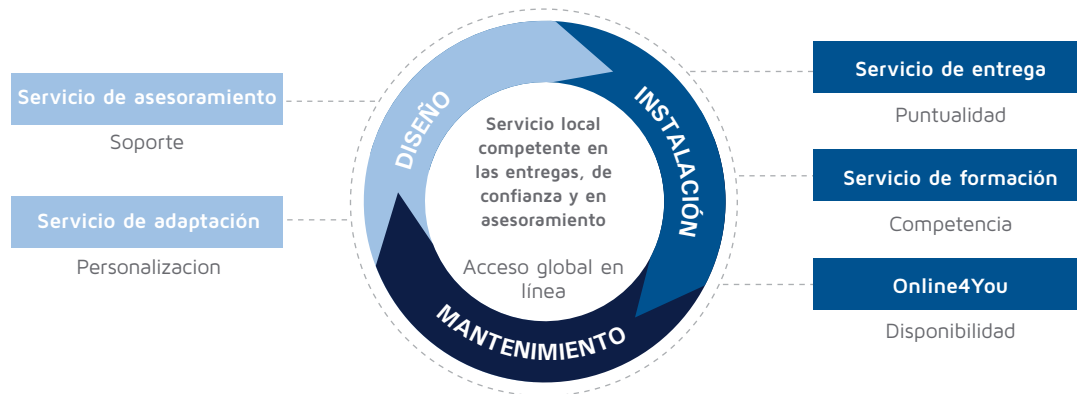 Servicio de asesoramiento
Soporte
Servicio de adaptación
Personalizacion
DISEÑO
INSTALACIÓN
MANTENIMIENTO
Servicio local
competente en
las entregas, de
confianza y en
asesoramiento
Acceso global en
línea
Servicio de entrega
Puntualidad
Servicio de formación
Competencia
Online4You
Disponibilidad